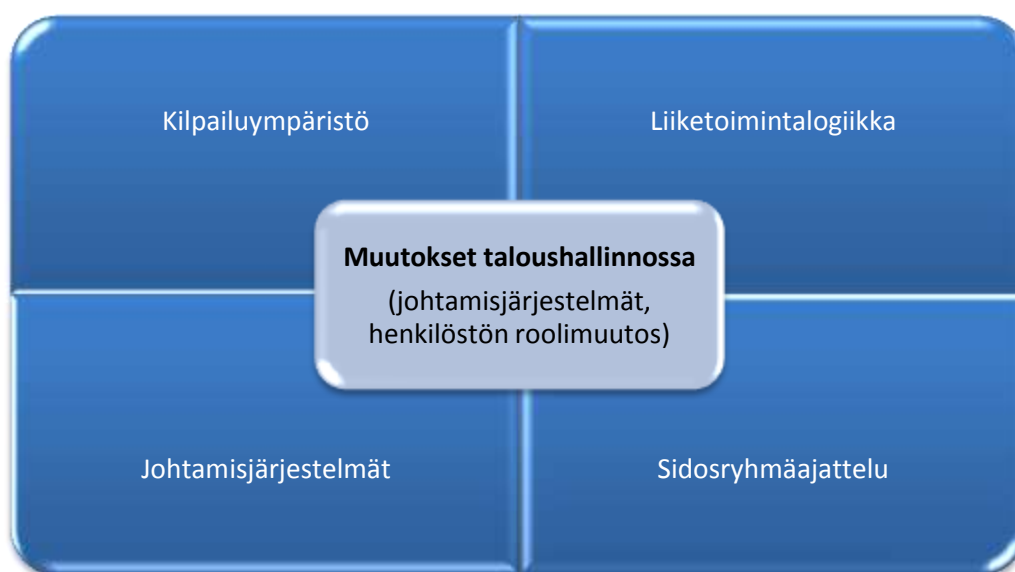 Kilpailuympäristö
Liiketoimintalogiikka
Muutokset taloushallinnossa
(johtamisjärjestelmät,
henkilöstön roolimuutos)
Johtamisjärjestelmät
Sidosryhmäajattelu